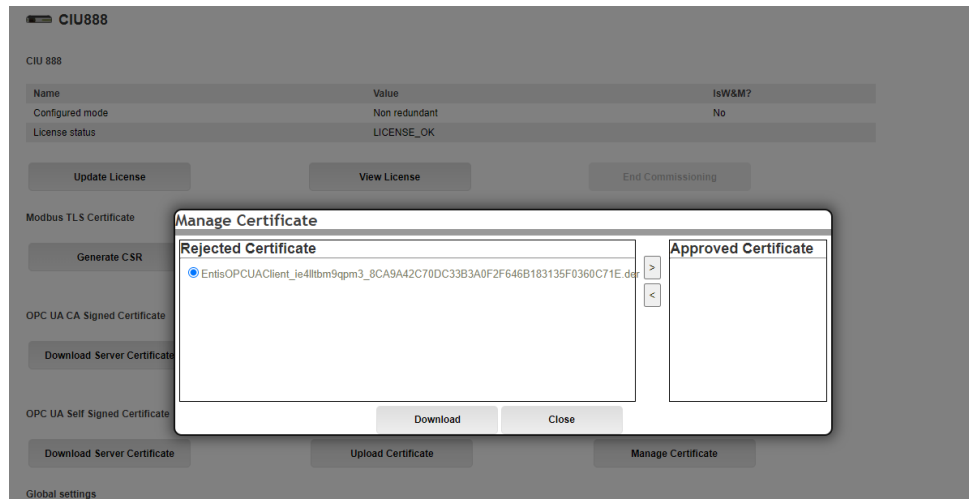 CIU888
CIU 888
Name Value IsW&M?
Configured mode Non redundant No
License status LICENSE_OK
Update License View License End Commissioning
Modbus TLS Certificate
Manage Certificate
Rejected Certificate Approved Certificate
Generate CSR
EntisOPCUAClient_ie4lltbm9qpm3_8CA9A42C70DC33B3A0F2F646B183135F0360C71E.der
>
<
OPC UA CA Signed Certificate
Download Server Certificate
OPC UA Self Signed Certificate
Download Close
Download Server Certificate Upload Certificate Manage Certificate
Global settings